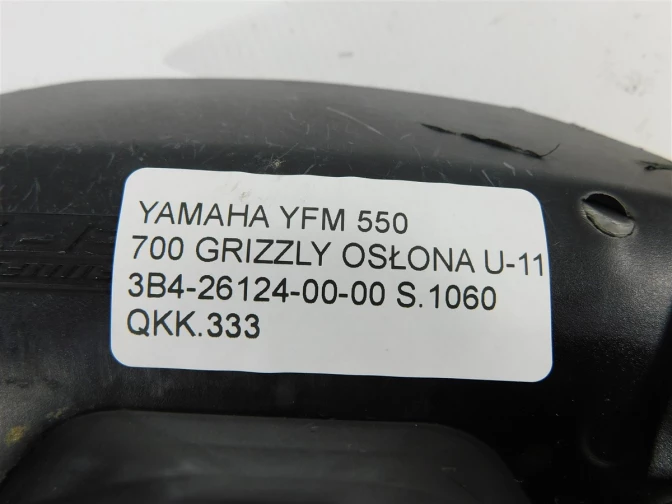 YAMAHA YFM 550
700 GRIZZLY OSŁONA U-11
3B4-26124-00-00 S.1060
QKK.333